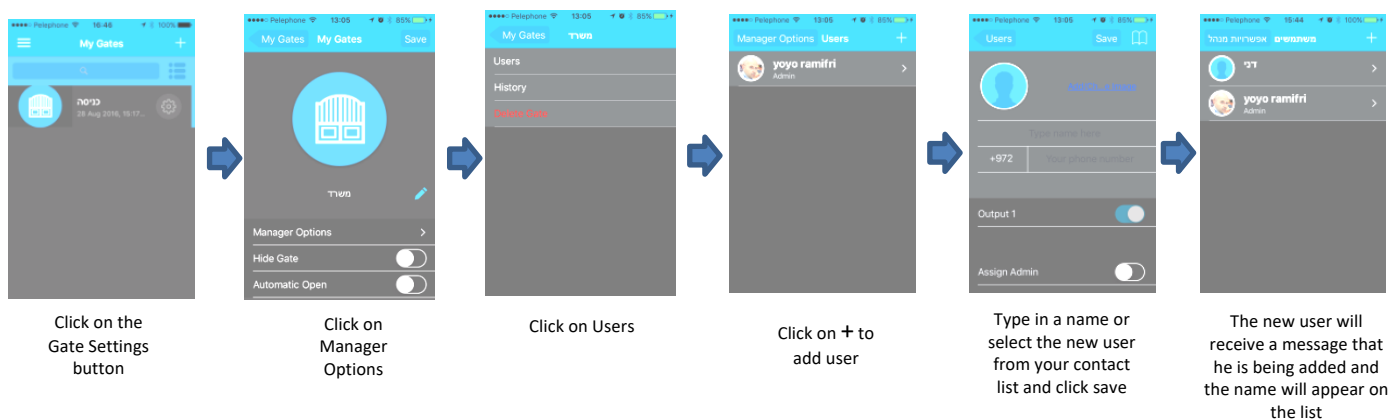 Pelephone 16:46 100%
My Gates +
כניסה
28 Aug 2016, 10:17...
Click on the
Gate Settings
button
Pelephone 13:05 85%
My Gates My Gates Save
משרד
Manager Options
Hide Gate
Automatic Open
Click on
Manager
Options
Pelephone 13:05 85%
My Gates משרד
Users
History
Delete Gate
Click on Users
Pelephone 13:05 85%
Manager Options Users +
yoyo ramifri
Admin
Click on + to
add user
Pelephone 13:05 85%
Users Save
Type name here
+972 Your phone number
Output 1
Assign Admin
Type in a name or
select the new user
from your contact
list and click save
Pelephone 15:44 100%
אפשרויות מנהל משתמשים +
דני
yoyo ramifri
Admin
The new user will
receive a message that
he is being added and
the name will appear on
the list